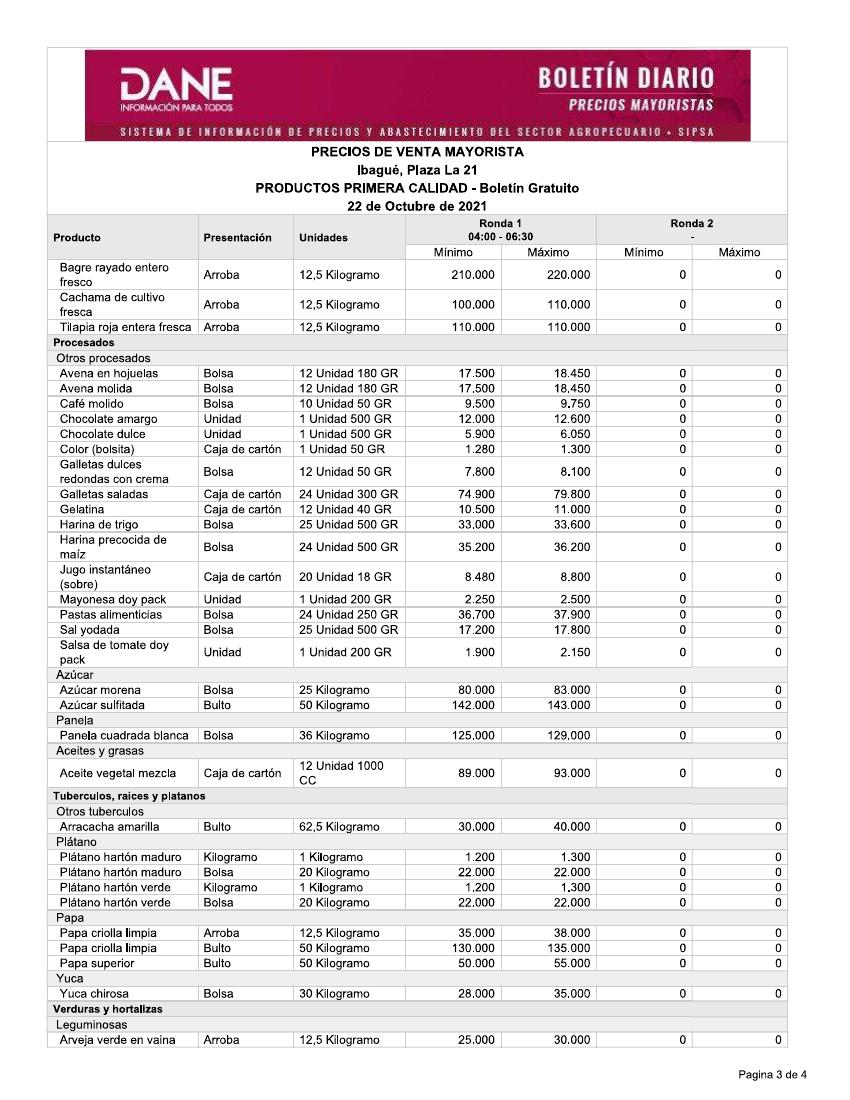 DANE
INFORMACIÓN PARA TODOS
BOLETÍN DIARIO
PRECIOS MAYORISTAS
SISTEMA DE INFORMACIÓN DE PRECIOS Y ABASTECIMIENTO DEL SECTOR AGROPECUARIO • SIPSA
PRECIOS DE VENTA MAYORISTA
Ibagué, Plaza La 21
PRODUCTOS PRIMERA CALIDAD - Boletín Gratuito
22 de Octubre de 2021
Producto Presentación Unidades Ronda 1 Ronda 2
04:00 - 06:30 -
Mínimo Máximo Mínimo Máximo
Bagre rayado entero
fresco Arroba 12,5 Kilogramo 210.000 220.000 0 0
Cachama de cultivo
fresca Arroba 12,5 Kilogramo 100.000 110.000 0 0
Tilapia roja entera fresca Arroba 12,5 Kilogramo 110.000 110.000 0 0
Procesados
Otros procesados
Avena en hojuelas Bolsa 12 Unidad 180 GR 17.500 18.450 0 0
Avena molida Bolsa 12 Unidad 180 GR 17.500 18.450 0 0
Café molido Bolsa 10 Unidad 50 GR 9.500 9.750 0 0
Chocolate amargo Unidad 1 Unidad 500 GR 12.000 12.600 0 0
Chocolate dulce Unidad 1 Unidad 500 GR 5.900 6.050 0 0
Color (bolsita) Caja de cartón 1 Unidad 50 GR 1.280 1.300 0 0
Galletas dulces
redondas con crema Bolsa 12 Unidad 50 GR 7.800 8.100 0 0
Galletas saladas Caja de cartón 24 Unidad 300 GR 74.900 79.800 0 0
Gelatina Caja de cartón 12 Unidad 40 GR 10.500 11.000 0 0
Harina de trigo Bolsa 25 Unidad 500 GR 33.000 33.600 0 0
Harina precocida de
maíz Bolsa 24 Unidad 500 GR 35.200 36.200 0 0
Jugo instantáneo
(sobre) Caja de cartón 20 Unidad 18 GR 8.480 8.800 0 0
Mayonesa doy pack Unidad 1 Unidad 200 GR 2.250 2.500 0 0
Pastas alimenticias Bolsa 24 Unidad 250 GR 36.700 37.900 0 0
Sal yodada Bolsa 25 Unidad 500 GR 17.200 17.800 0 0
Salsa de tomate doy
pack Unidad 1 Unidad 200 GR 1.900 2.150 0 0
Azúcar
Azúcar morena Bolsa 25 Kilogramo 80.000 83.000 0 0
Azúcar sulfitada Bulto 50 Kilogramo 142.000 143.000 0 0
Panela
Panela cuadrada blanca Bolsa 36 Kilogramo 125.000 129.000 0 0
Aceites y grasas
Aceite vegetal mezcla Caja de cartón 12 Unidad 1000
CC 89.000 93.000 0 0
Tuberculos, raices y platanos
Otros tuberculos
Arracacha amarilla Bulto 62,5 Kilogramo 30.000 40.000 0 0
Plátano
Plátano hartón maduro Kilogramo 1 Kilogramo 1.200 1.300 0 0
Plátano hartón maduro Bolsa 20 Kilogramo 22.000 22.000 0 0
Plátano hartón verde Kilogramo 1 Kilogramo 1.200 1.300 0 0
Plátano hartón verde Bolsa 20 Kilogramo 22.000 22.000 0 0
Papa
Papa criolla limpia Arroba 12,5 Kilogramo 35.000 38.000 0 0
Papa criolla limpia Bulto 50 Kilogramo 130.000 135.000 0 0
Papa superior Bulto 50 Kilogramo 50.000 55.000 0 0
Yuca
Yuca chirosa Bolsa 30 Kilogramo 28.000 35.000 0 0
Verduras y hortalizas
Leguminosas
Arveja verde en vaina Arroba 12,5 Kilogramo 25.000 30.000 0 0
Pagina 3 de 4